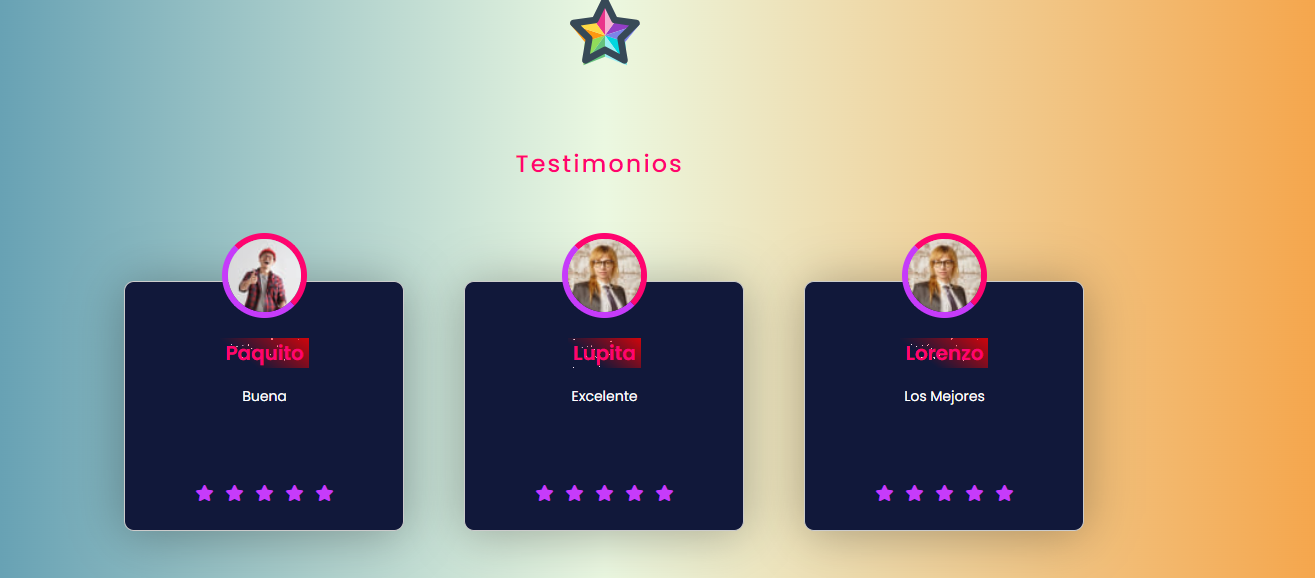 Testimonios
Paquito
Lupita
Lorenzo
Buena
Excelente
Los Mejores